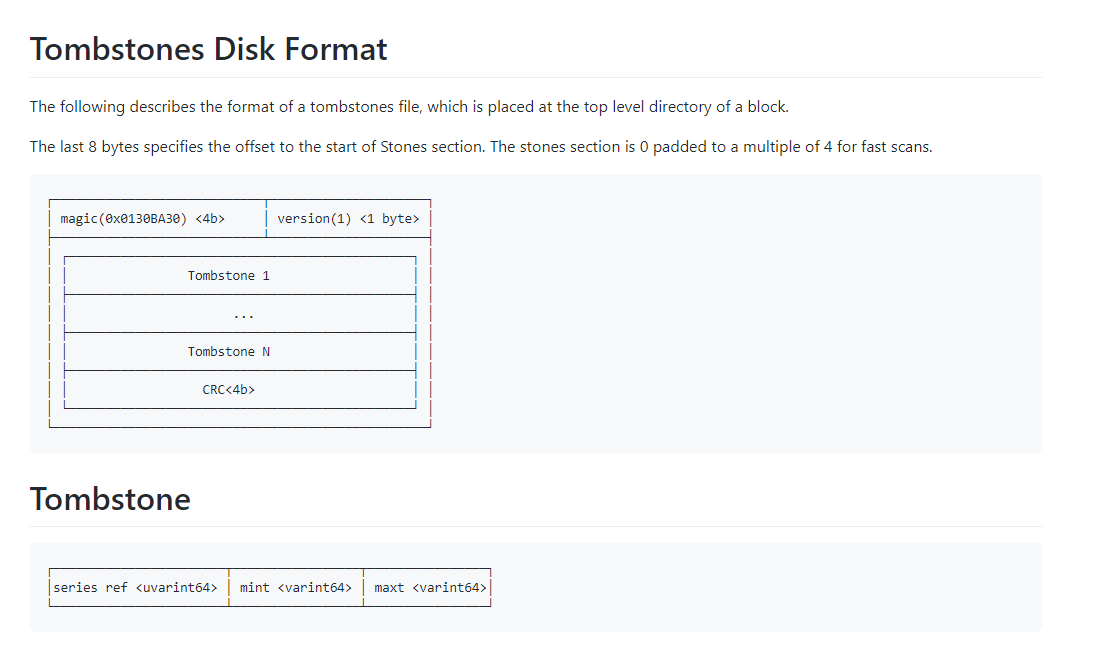 Tombstones Disk Format
The following describes the format of a tombstones file, which is placed at the top level directory of a block.
The last 8 bytes specifies the offset to the start of Stones section. The stones section is 0 padded to a multiple of 4 for fast scans.
magic(0x0130BA30) <4b> version(1) <1 byte>
Tombstone 1
...
Tombstone N
CRC<4b>
Tombstone
series ref <uvarint64> mint <varint64> maxt <varint64>